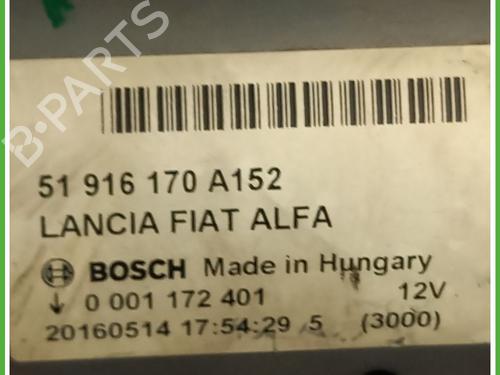 B-PARTS
51 916 170 A152
LANCIA FIAT ALFA
BOSCH Made in Hungary
0 001 172 401 12V
20160514 17:54:29 5 (3000)